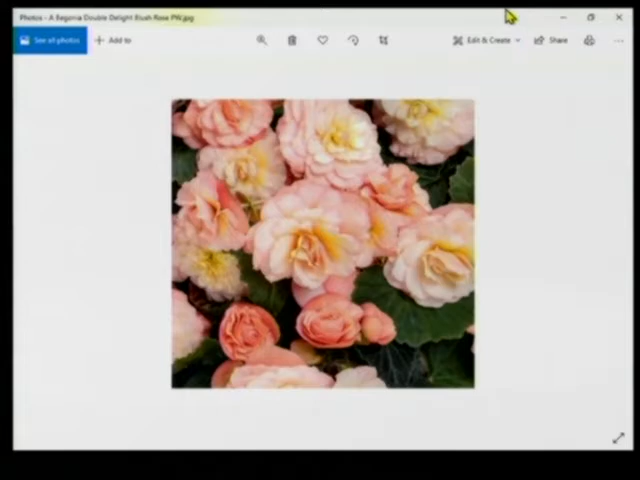 Photos - A Begonia Double Delight Blush Rose PW.jpg
See all photos
Add to
Edit & Create
Share